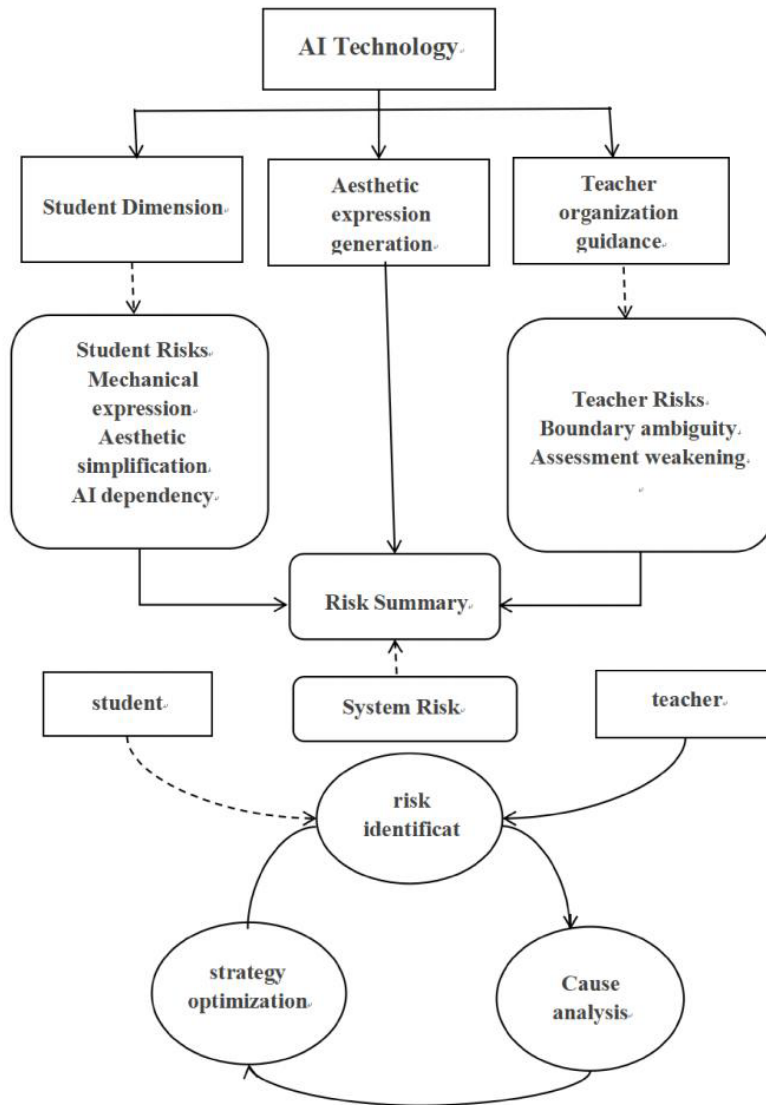 AI Technology
Student Dimension
Aesthetic
expression
generation
Teacher
organization
guidance
Student Risks
Mechanical
expression
Aesthetic
simplification
AI dependency
Teacher Risks
Boundary ambiguity
Assessment weakening
Risk Summary
student
System Risk
teacher
risk
identificat
strategy
optimization
Cause
analysis